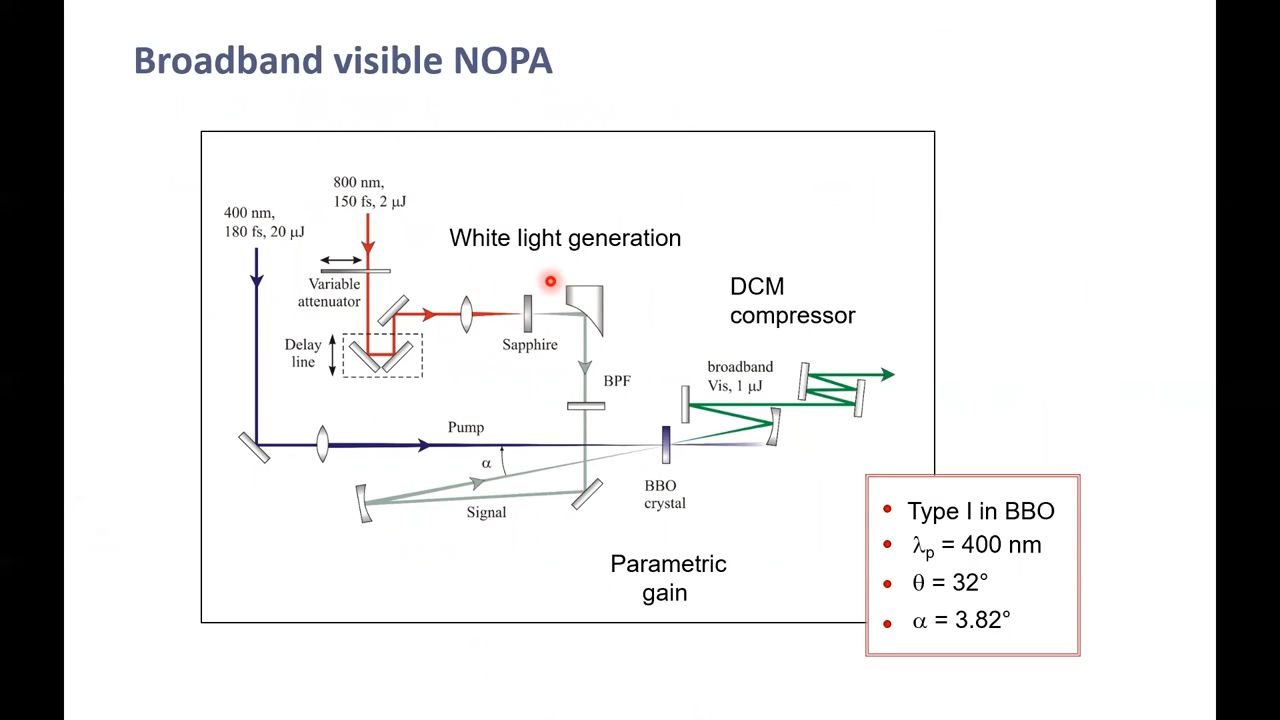 Broadband visible NOPA
800 nm,
150 fs, 2 μJ
400 nm,
180 fs, 20 μJ
White light generation
Variable
attenuator
DCM
compressor
Delay
line
Sapphire
broadband
Vis, 1 μJ
BPF
Pump
α
BBO
crystal
Signal
Parametric
gain
• Type I in BBO
• λp = 400 nm
• θ = 32°
• α = 3.82°